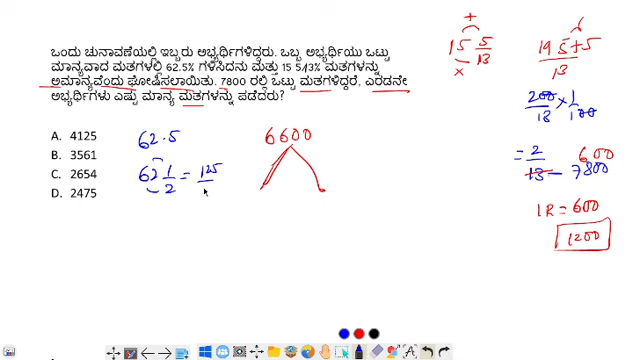 ಒಂದು ಚುನಾವಣೆಯಲ್ಲಿ ಇಬ್ಬರು ಅಭ್ಯರ್ಥಿಗಳಿದ್ದರು. ಒಬ್ಬ ಅಭ್ಯರ್ಥಿಯು ಒಟ್ಟು
ಮಾನ್ಯವಾದ ಮತಗಳಲ್ಲಿ 62.5% ಗಳಿಸಿದನು ಮತ್ತು 15 5/13% ಮತಗಳನ್ನು
ಅಮಾನ್ಯವೆಂದು ಘೋಷಿಸಲಾಯಿತು. 7800 ರಲ್ಲಿ ಒಟ್ಟು ಮತಗಳಿದ್ದರೆ, ಎರಡನೇ
ಅಭ್ಯರ್ಥಿಗಳು ಎಷ್ಟು ಮಾನ್ಯ ಮತಗಳನ್ನು ಪಡೆದರು?
A. 4125
B. 3561
C. 2654
D. 2475
62.5
62 1/2 = 125
6600
+
15 5/13
×
195+5
13
200/13 × 1/100
= 2/13 - 7800
600
1R = 600
1200